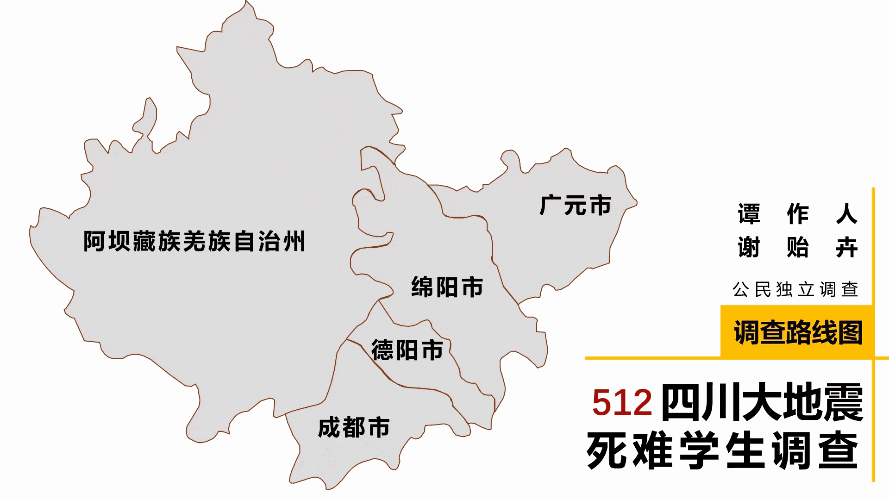 阿坝藏族羌族自治州
广元市
绵阳市
德阳市
成都市
谭作人
谢贻卉
公民独立调查
调查路线图
512 四川大地震
死难学生调查